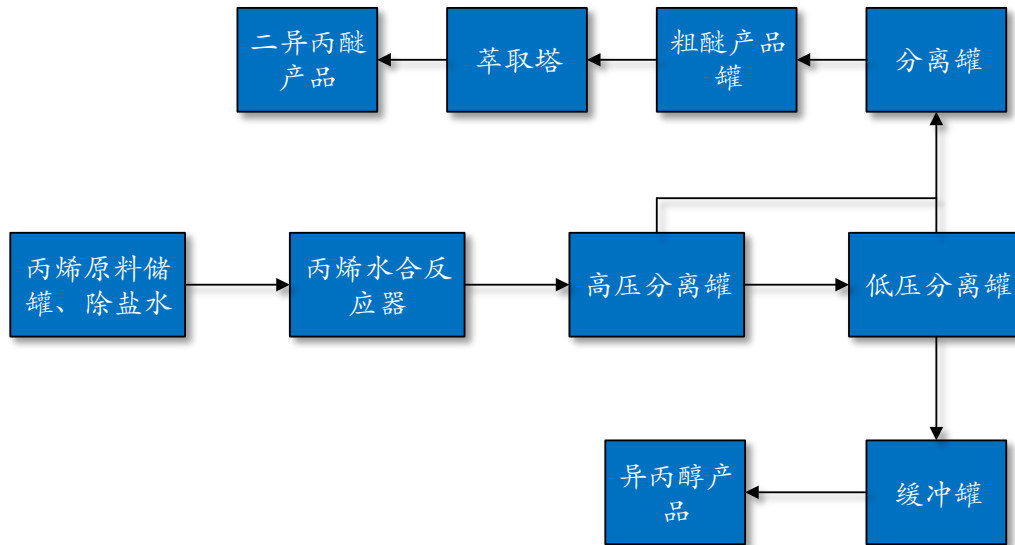 二异丙醚
产品
萃取塔
粗醚产品
罐
分离罐
丙烯原料储
罐、除盐水
丙烯水合反
应器
高压分离罐
低压分离罐
异丙醇产
品
缓冲罐